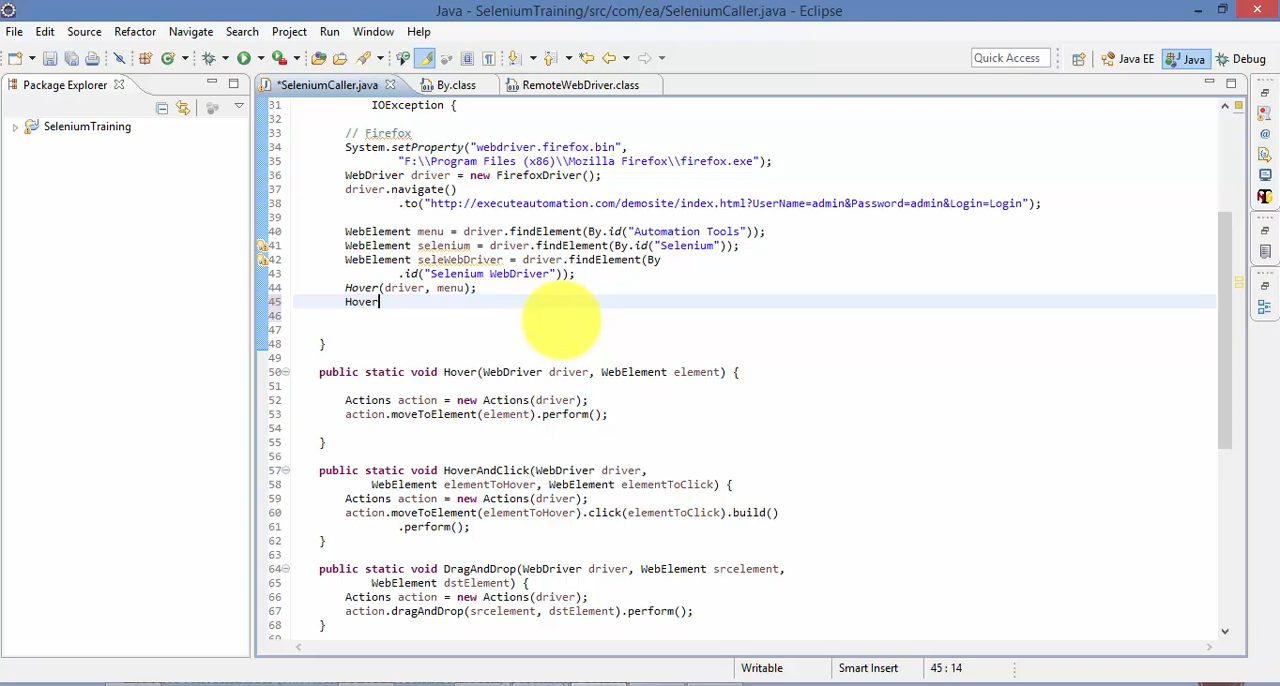 Java - SeleniumTraining/src/com/ea/SeleniumCaller.java - Eclipse
File Edit Source Refactor Navigate Search Project Run Window Help
Quick Access Java EE Java Debug
Package Explorer *SeleniumCaller.java By.class RemoteWebDriver.class
SeleniumTraining
31 IOException {
32
33 // Firefox
34 System.setProperty("webdriver.firefox.bin",
35 "F:\\Program Files (x86)\\Mozilla Firefox\\firefox.exe");
36 WebDriver driver = new FirefoxDriver();
37 driver.navigate()
38 .to("http://executeautomation.com/demosite/index.html?UserName=admin&Password=admin&Login=Login");
39
40 WebElement menu = driver.findElement(By.id("Automation Tools"));
41 WebElement selenium = driver.findElement(By.id("Selenium"));
42 WebElement seleWebDriver = driver.findElement(By
43 .id("Selenium WebDriver"));
44 Hover(driver, menu);
45 Hover
46
47
48 }
49
50 public static void Hover(WebDriver driver, WebElement element) {
51
52 Actions action = new Actions(driver);
53 action.moveToElement(element).perform();
54
55 }
56
57 public static void HoverAndClick(WebDriver driver,
58 WebElement elementToHover, WebElement elementToClick) {
59 Actions action = new Actions(driver);
60 action.moveToElement(elementToHover).click(elementToClick).build()
61 .perform();
62 }
63
64 public static void DragAndDrop(WebDriver driver, WebElement srcelement,
65 WebElement dstElement) {
66 Actions action = new Actions(driver);
67 action.dragAndDrop(srcelement, dstElement).perform();
68 }
69
Writable Smart Insert 45 : 14